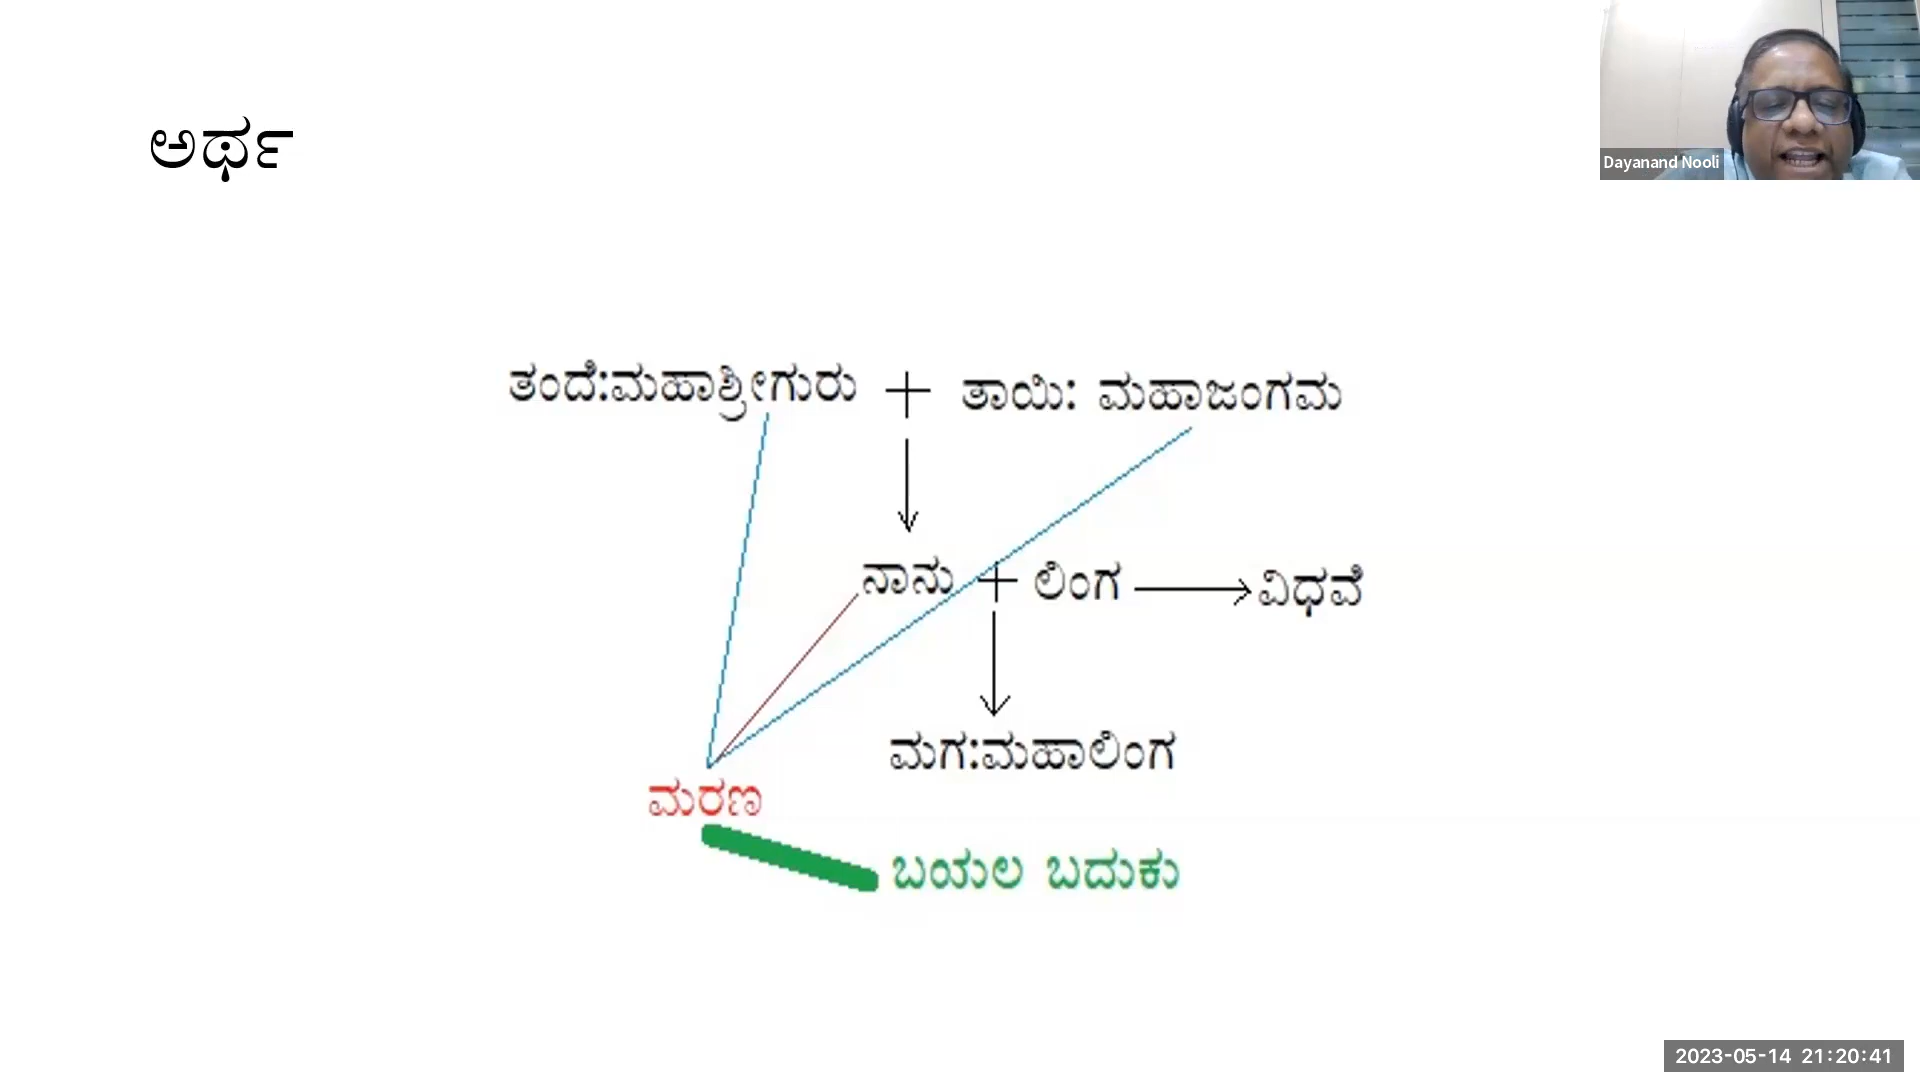 ಅರ್ಥ
Dayanand Nooli
ತಂದೆ:ಮಹಾಶ್ರೀಗುರು + ತಾಯಿ: ಮಹಾಜಂಗಮ
ನಾನು + ಲಿಂಗ ವಿಧವೆ
ಮಗ:ಮಹಾಲಿಂಗ
ಮರಣ
ಬಯಲ ಬದುಕು
2023-05-14 21:20:41